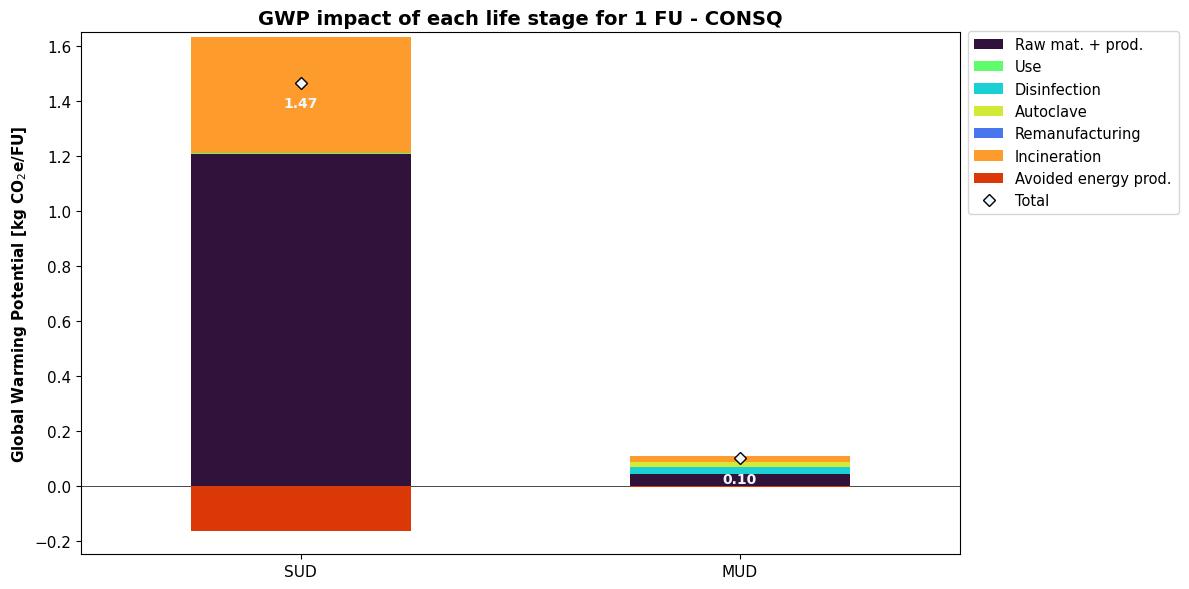 GWP impact of each life stage for 1 FU - CONSQ
Global Warming Potential [kg CO₂e/FU]
1.6
1.4
1.2
1.0
0.8
0.6
0.4
0.2
0.0
−0.2
1.47
0.10
SUD
MUD
Raw mat. + prod.
Use
Disinfection
Autoclave
Remanufacturing
Incineration
Avoided energy prod.
Total